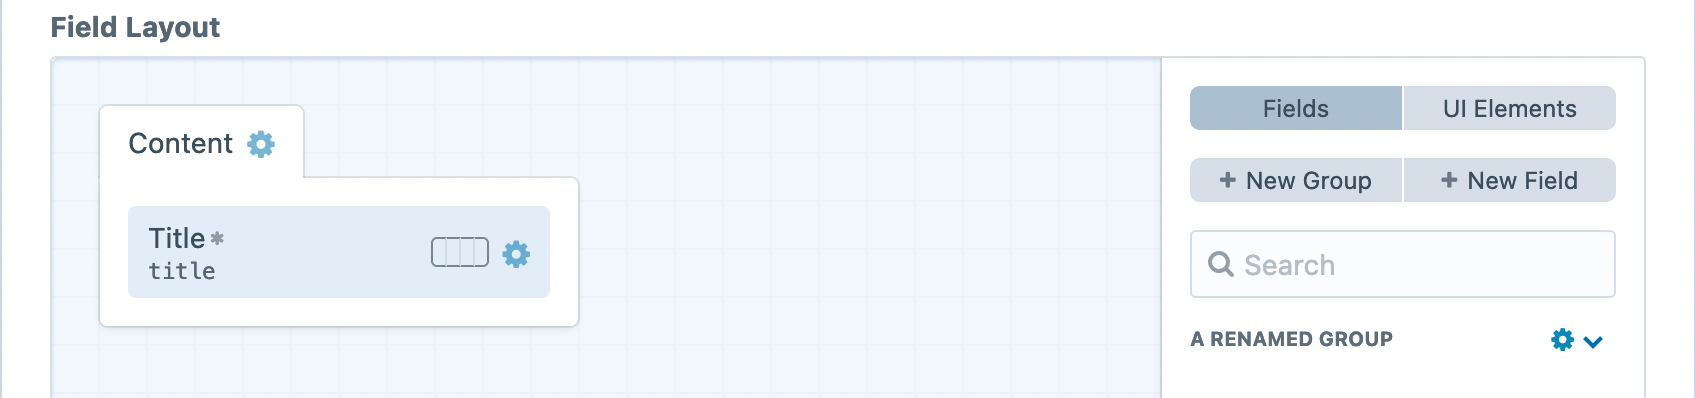 Field Layout
Content
Title *
title
Fields
UI Elements
+ New Group
+ New Field
Search
A RENAMED GROUP